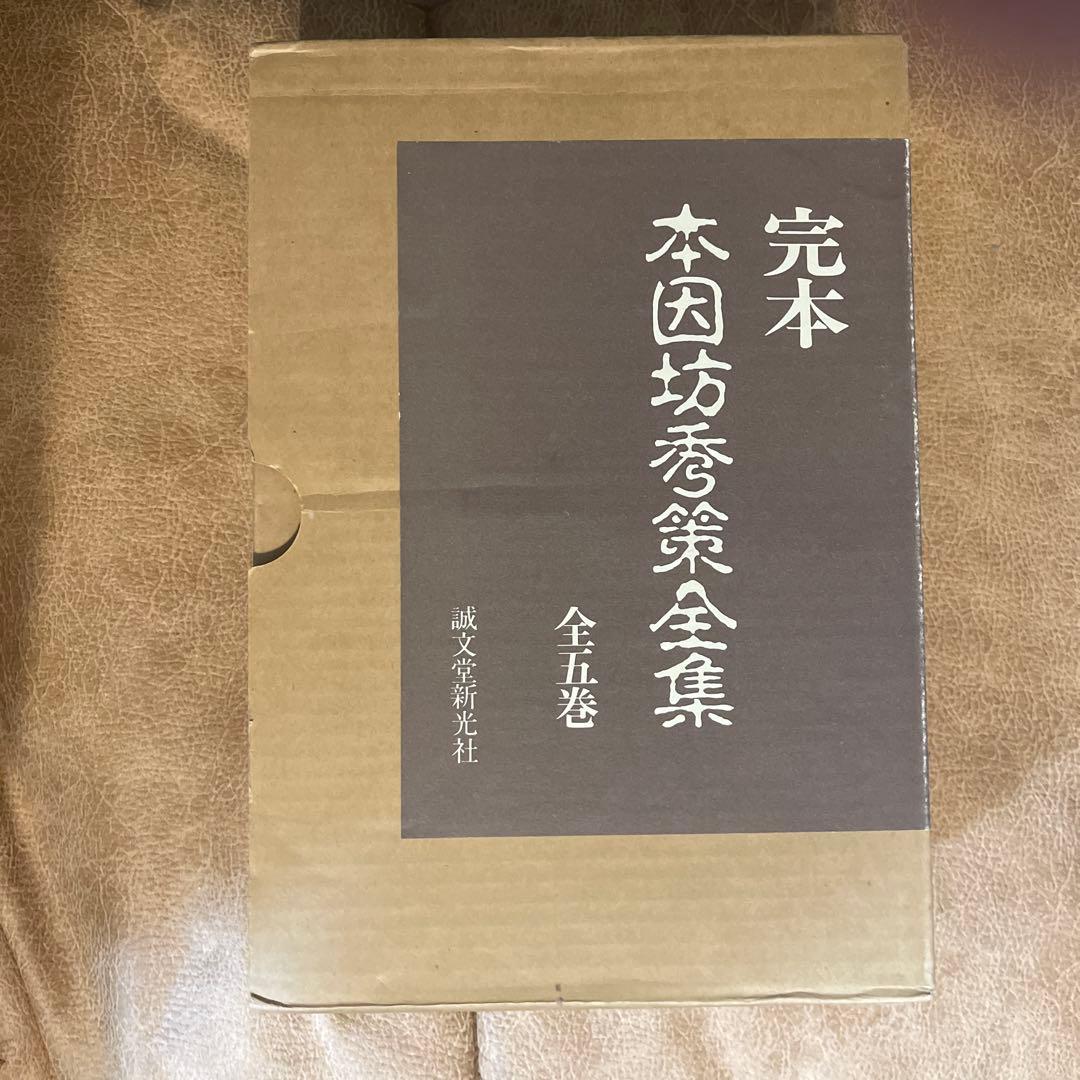 完本
本因坊秀策全集
全五巻
誠文堂新光社